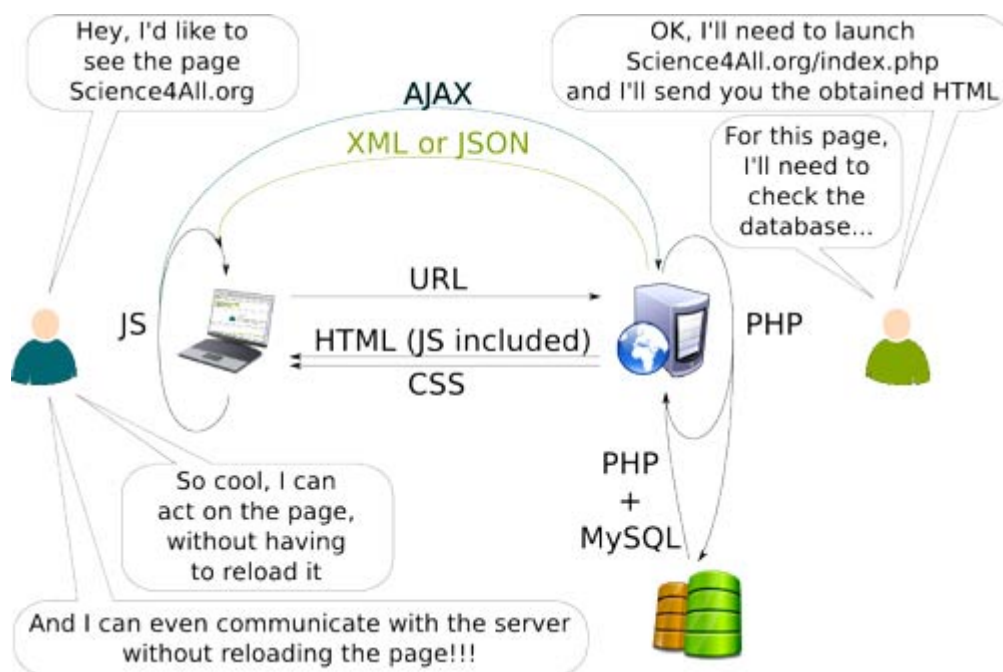 Hey, I'd like to
see the page
Science4All.org
OK, I'll need to launch
Science4All.org/index.php
and I'll send you the obtained HTML
AJAX
XML or JSON
For this page,
I'll need to
check the
database...
URL
JS
HTML (JS included)
PHP
CSS
PHP
+
MySQL
So cool, I can
act on the page,
without having
to reload it
And I can even communicate with the server
without reloading the page!!!